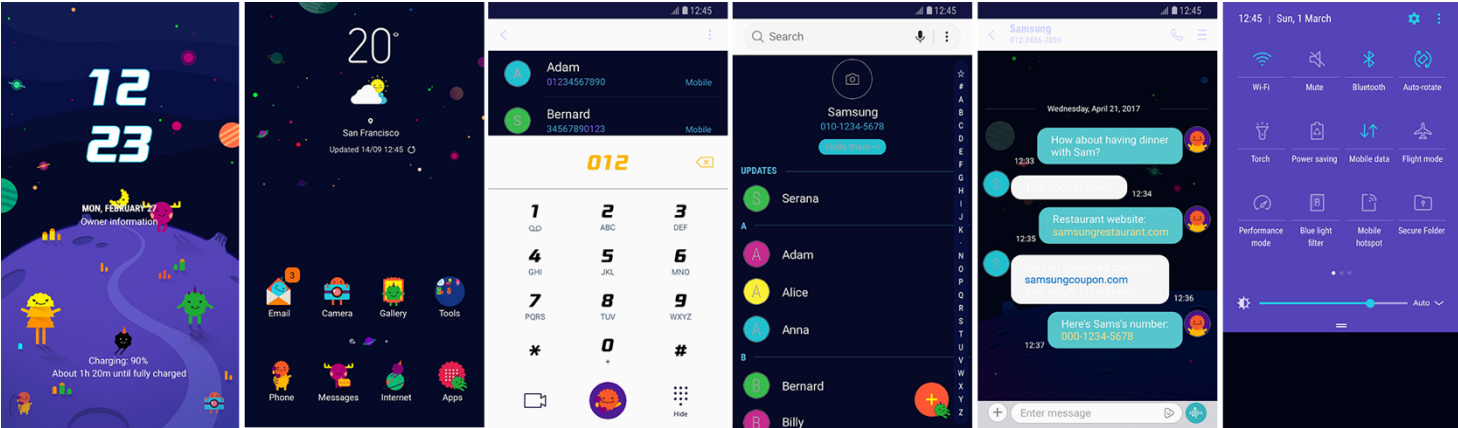 12
23
MON, FEBRUARY 27
Owner information
Charging: 90%
About 1h 20m until fully charged
20°
San Francisco
Updated 14/09 12:45
3
Email
Camera
Gallery
Tools
Phone
Messages
Internet
Apps
12:45
A
Adam
01234567890
Mobile
S
Bernard
34567890123
Mobile
012
1
2
ABC
3
DEF
4
GHI
5
JKL
6
MNO
7
PQRS
8
TUV
9
WXYZ
*
0
+
#
Hide
12:45
Search
Samsung
010-1234-5678
Hello there~!
UPDATES
S
Serana
A
A
Adam
A
Alice
A
Anna
B
B
Bernard
B
Billy
#
A
B
C
D
E
F
G
H
I
J
K
·
N
O
P
Q
R
S
T
U
V
W
X
Y
Z
12:45
Samsung
012-3456-7890
Wednesday, April 21, 2017
How about having dinner
with Sam?
12:33
S
That sounds good!
12:34
Restaurant website:
samsungrestaurant.com
12:35
S
samsungcoupon.com
12:36
Here's Sams's number:
000-1234-5678
12:37
Enter message
12:45 | Sun, 1 March
Wi-Fi
Mute
Bluetooth
Auto-rotate
Torch
Power saving
Mobile data
Flight mode
Performance
mode
Blue light
filter
Mobile
hotspot
Secure Folder
Auto